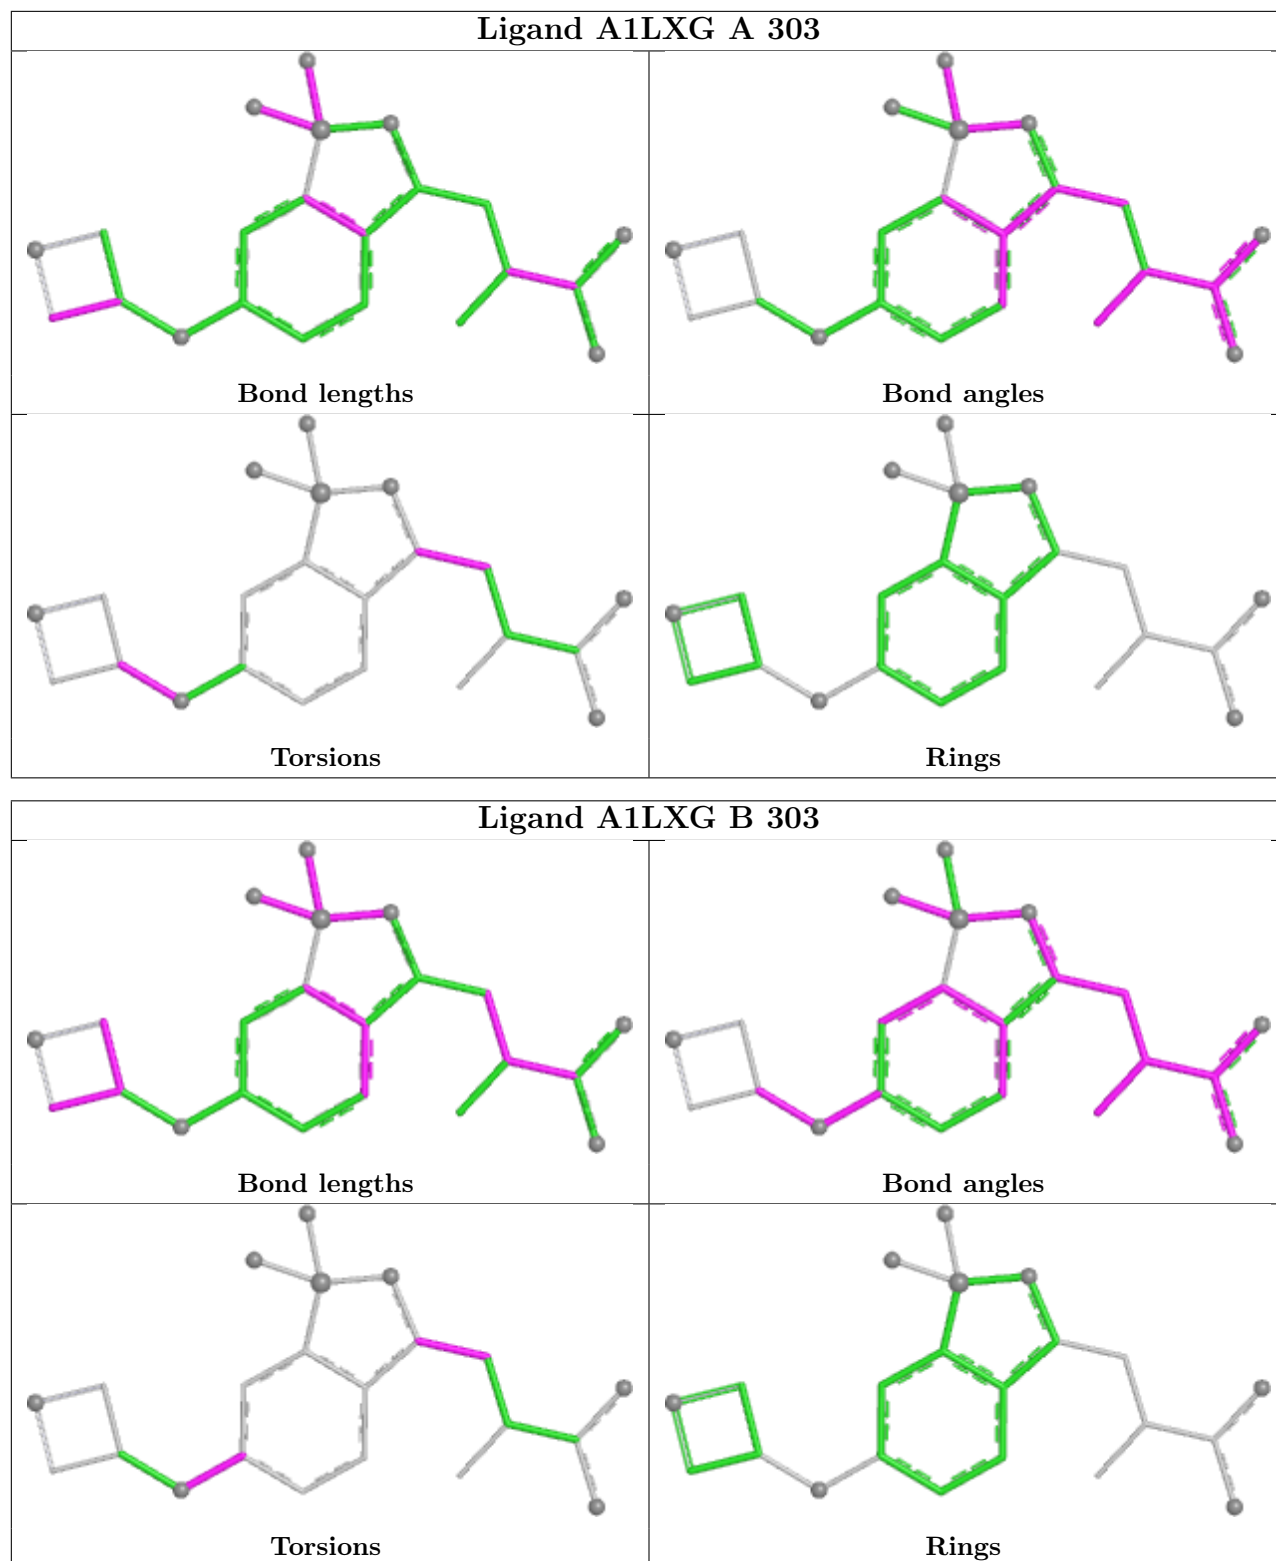 Ligand A1LXG A 303
Bond lengths
Bond angles
Torsions
Rings
Ligand A1LXG B 303
Bond lengths
Bond angles
Torsions
Rings